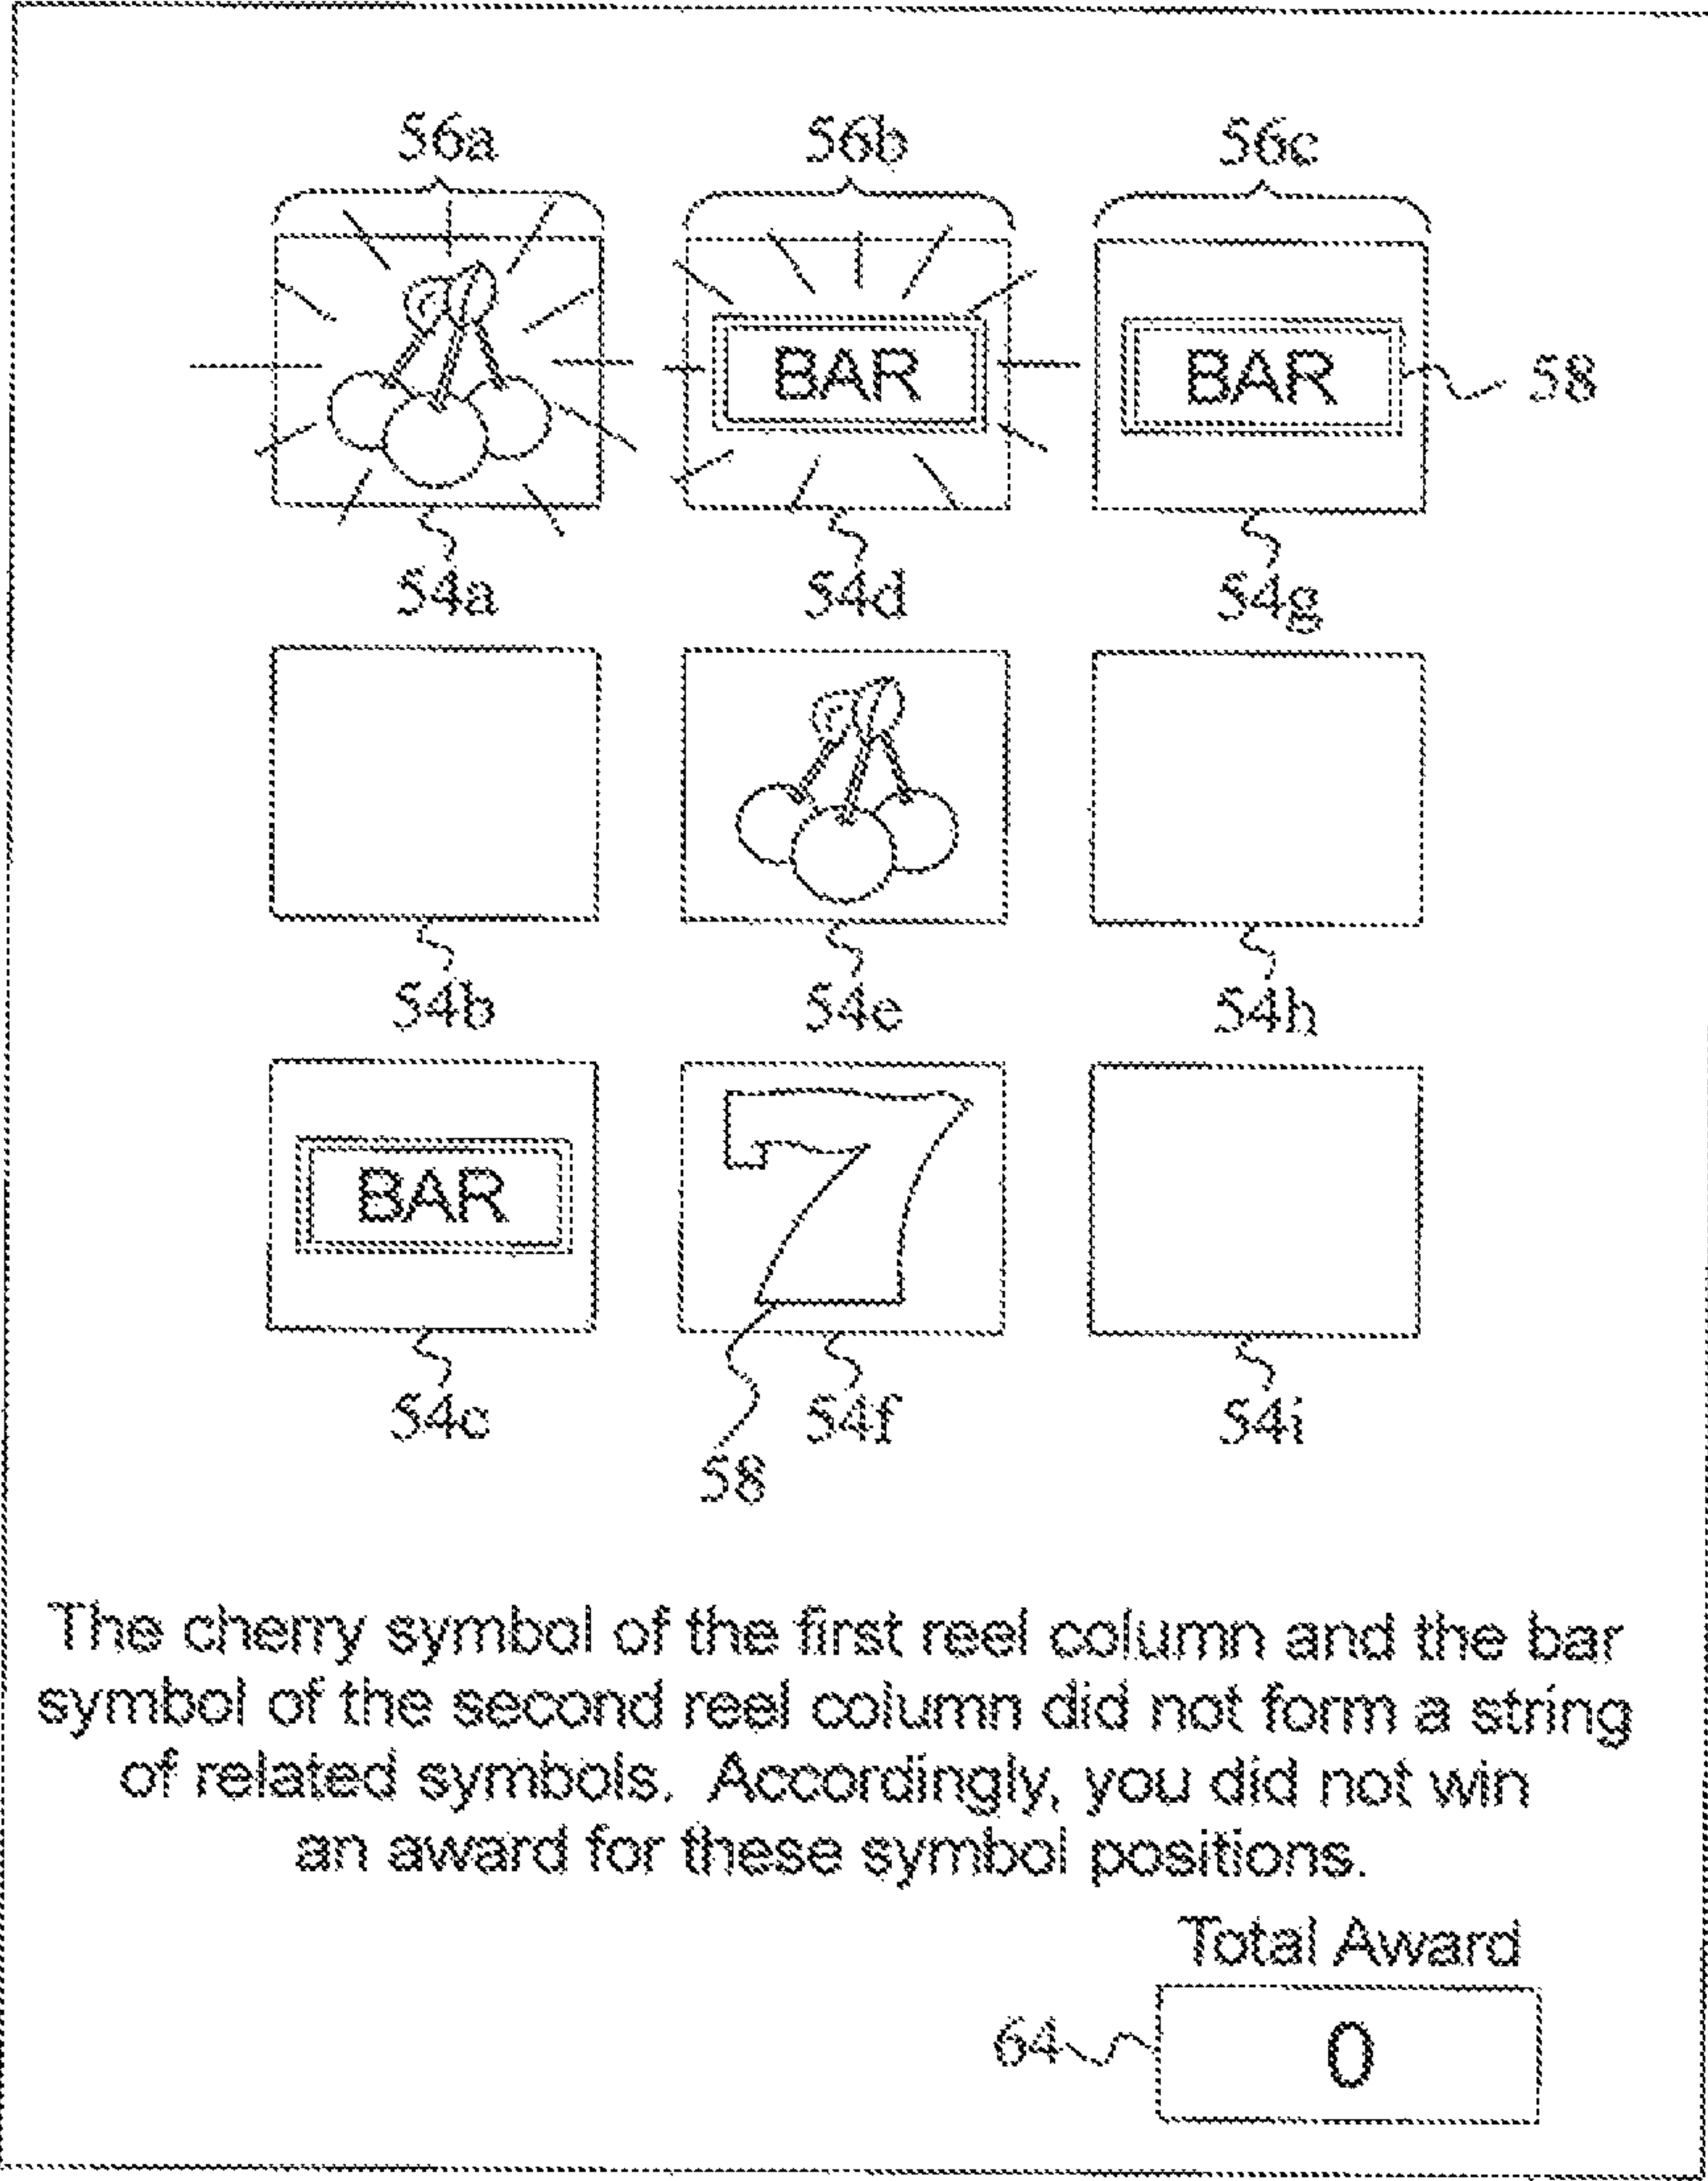 56a 56b 56c
BAR BAR 58
54a 54d 54g
54b 54e 54h
BAR 7
54c 54f 54i
58
The cherry symbol of the first reel column and the bar
symbol of the second reel column did not form a string
of related symbols. Accordingly, you did not win
an award for these symbol positions.
Total Award
64 0